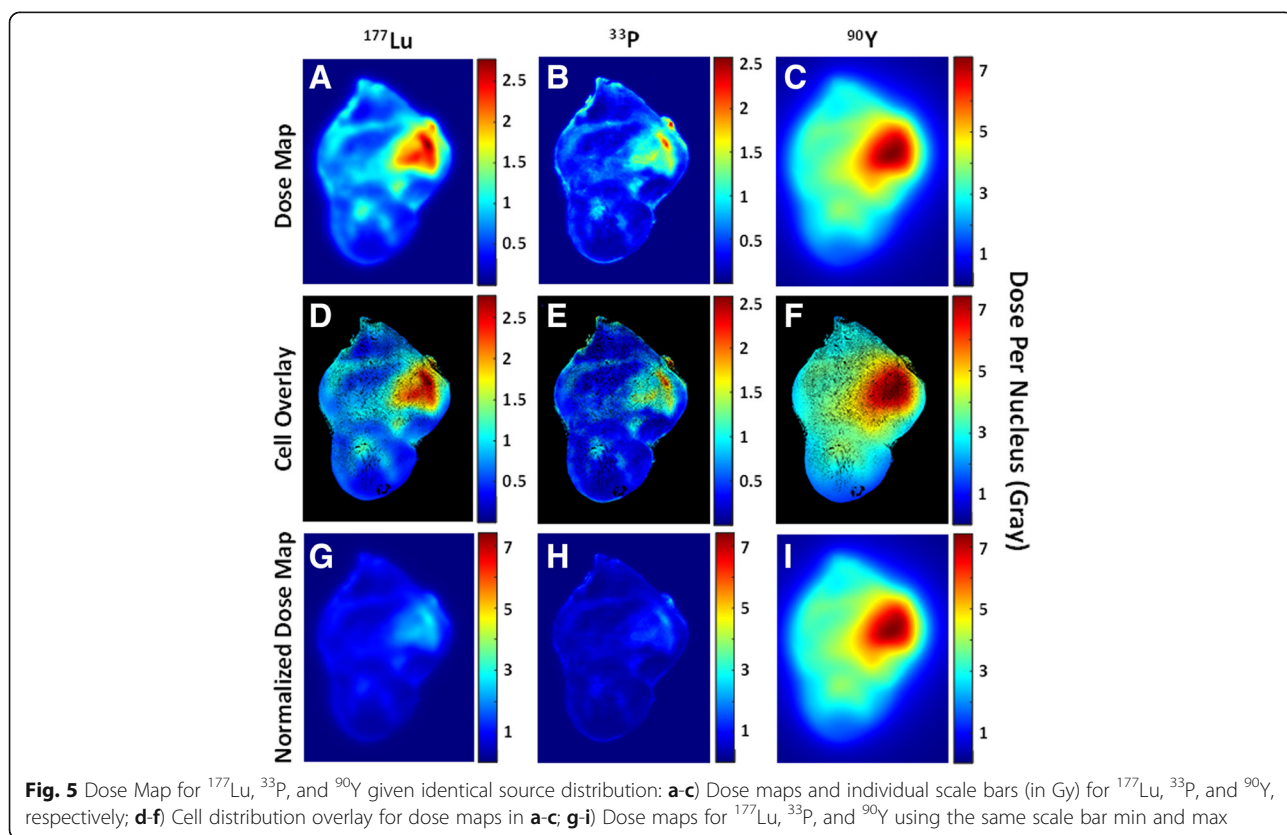 ¹⁷⁷Lu ³³P ⁹⁰Y
Dose Map
A 2.5 2 1.5 1 0.5
B 2.5 2 1.5 1 0.5
C 7 5 3 1
Cell Overlay
D 2.5 2 1.5 1 0.5
E 2.5 2 1.5 1 0.5
F 7 5 3 1
Normalized Dose Map
G 7 5 3 1
H 7 5 3 1
I 7 5 3 1
Dose Per Nucleus (Gray)
Fig. 5 Dose Map for ¹⁷⁷Lu, ³³P, and ⁹⁰Y given identical source distribution: a-c) Dose maps and individual scale bars (in Gy) for ¹⁷⁷Lu, ³³P, and ⁹⁰Y,
respectively; d-f) Cell distribution overlay for dose maps in a-c; g-i) Dose maps for ¹⁷⁷Lu, ³³P, and ⁹⁰Y using the same scale bar min and max